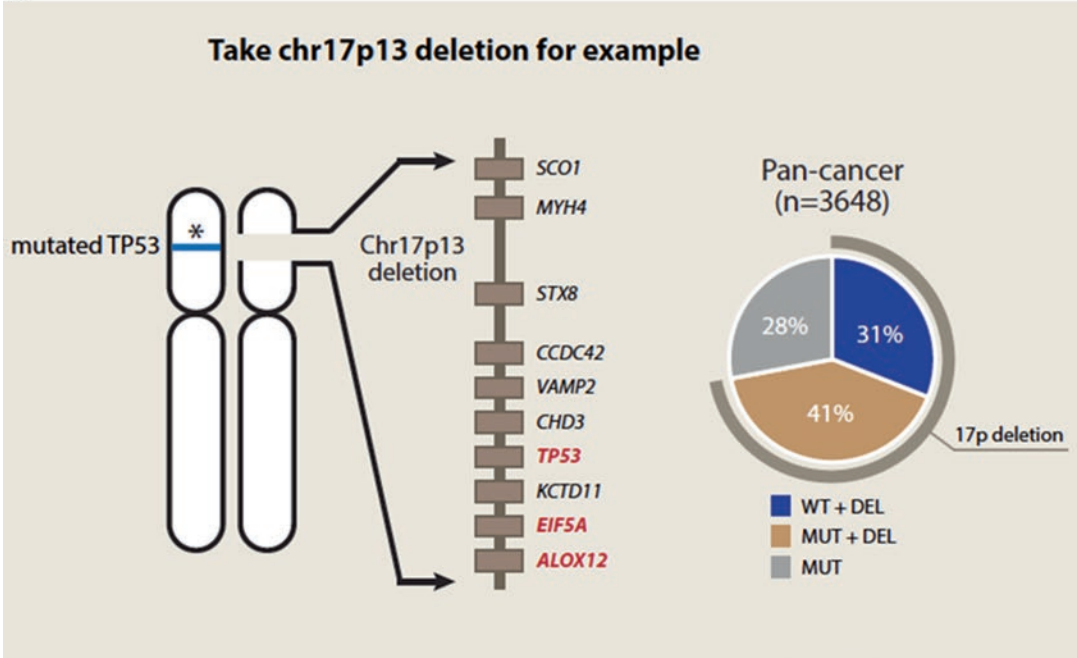 Take chr17p13 deletion for example
mutated TP53
*
Chr17p13
deletion
SCO1
MYH4
STX8
CCDC42
VAMP2
CHD3
TP53
KCTD11
EIF5A
ALOX12
Pan-cancer
(n=3648)
28%
31%
41%
17p deletion
WT + DEL
MUT + DEL
MUT